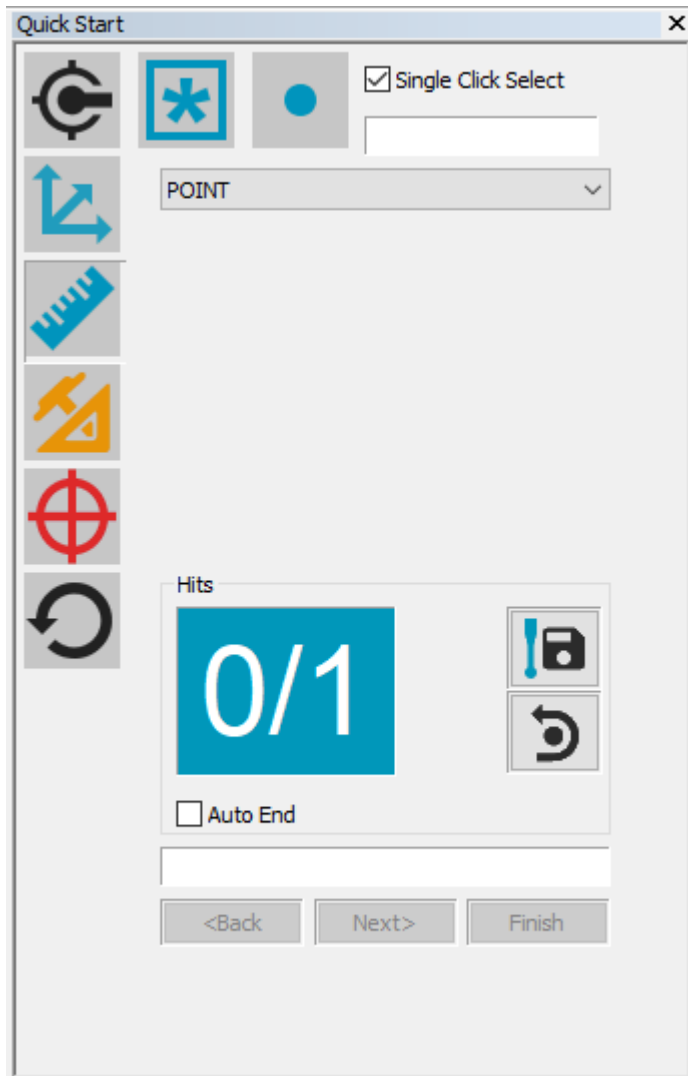 Quick Start
Single Click Select
POINT
Hits
0/1
Auto End
<Back Next> Finish